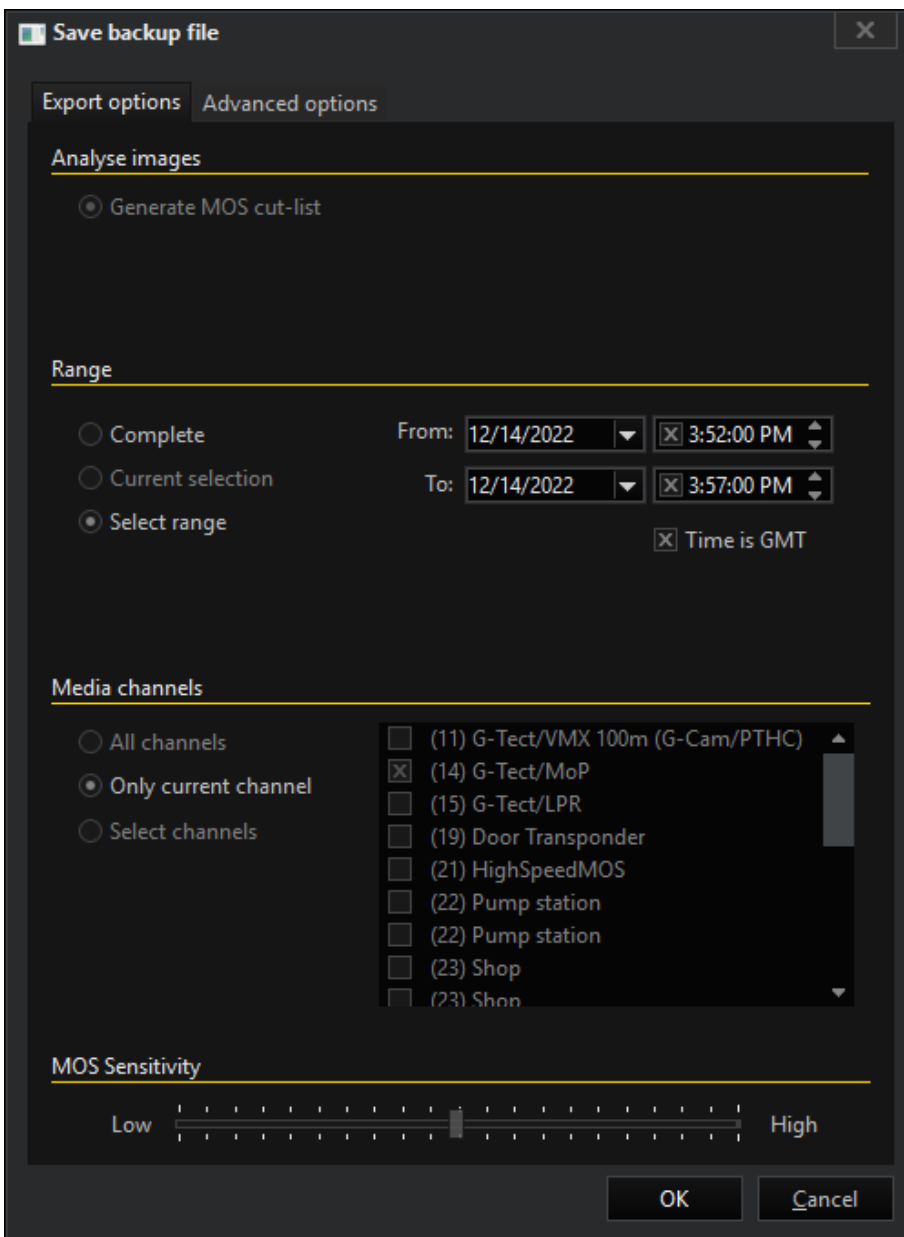 Save backup file
Export options Advanced options
Analyse images
Generate MOS cut-list
Range
Complete
From: 12/14/2022 3:52:00 PM
Current selection
To: 12/14/2022 3:57:00 PM
Select range
Time is GMT
Media channels
All channels
Only current channel
Select channels
(11) G-Tect/VMX 100m (G-Cam/PTHC)
(14) G-Tect/MoP
(15) G-Tect/LPR
(19) Door Transponder
(21) HighSpeedMOS
(22) Pump station
(22) Pump station
(23) Shop
(23) Shop
MOS Sensitivity
Low High
OK Cancel